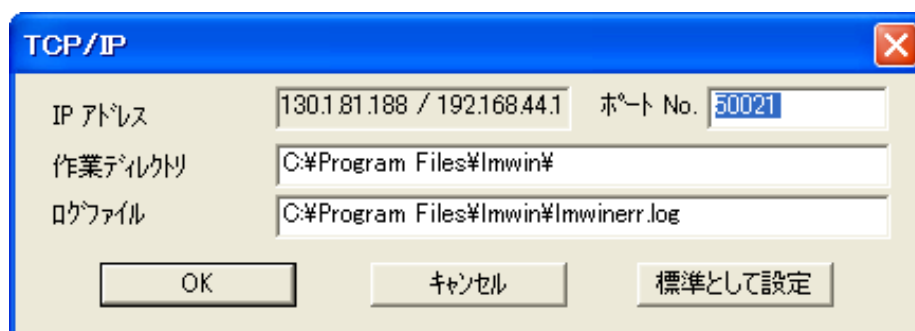 TCP/IP
IP アドレス 130.1.81.188 / 192.168.44.1 ポート No. 50021
作業ディレクトリ C:¥Program Files¥lmwin¥
ログファイル C:¥Program Files¥lmwin¥lmwinerr.log
OK キャンセル 標準として設定